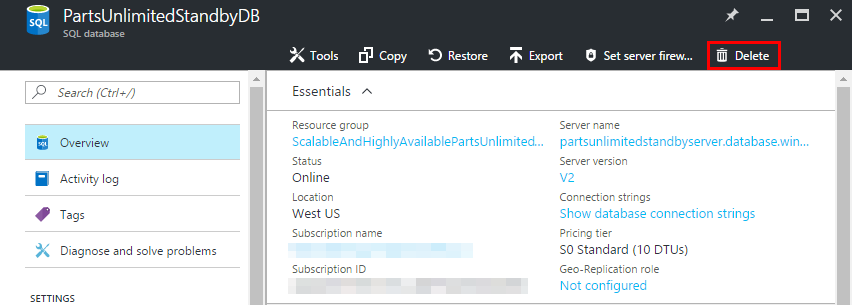 PartsUnlimitedStandbyDB
SQL
SQL database
Tools Copy Restore Export Set server firew... Delete
Search (Ctrl+/)
Overview
Activity log
Tags
Diagnose and solve problems
SETTINGS
Essentials
Resource group
ScalableAndHighlyAvailablePartsUnlimited...
Status
Online
Location
West US
Subscription name
Subscription ID
Server name
partsunlimitedstandbyserver.database.win...
Server version
V2
Connection strings
Show database connection strings
Pricing tier
S0 Standard (10 DTUs)
Geo-Replication role
Not configured